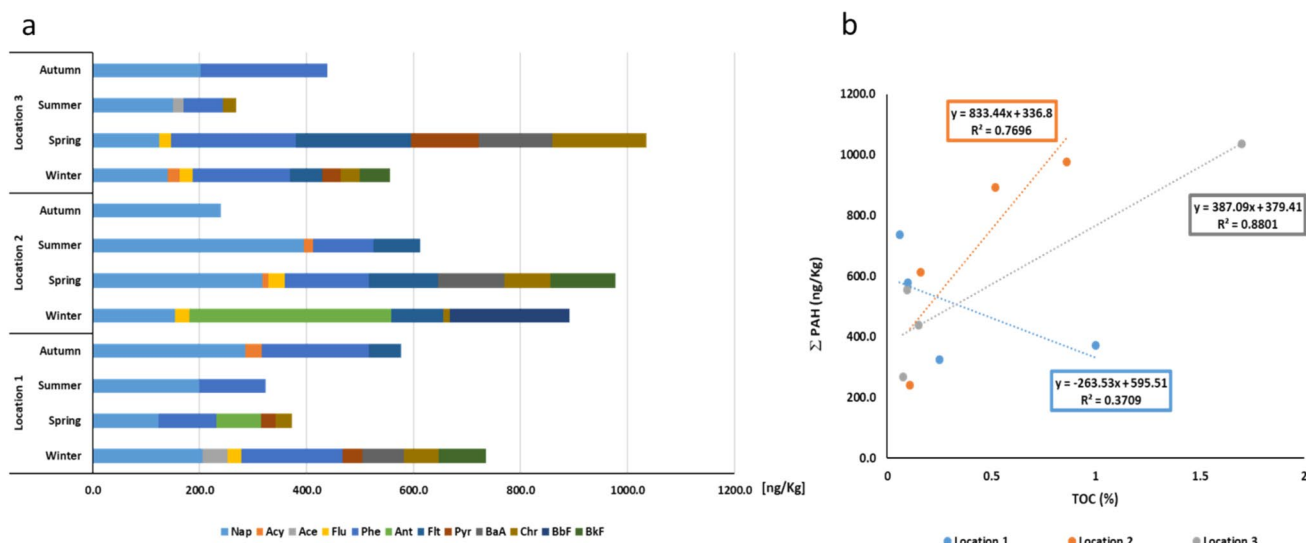 a
Location 3
Autumn
Summer
Spring
Winter
Location 2
Autumn
Summer
Spring
Winter
Location 1
Autumn
Summer
Spring
Winter
0.0 200.0 400.0 600.0 800.0 1000.0 1200.0 [ng/Kg]
Nap Acy Ace Flu Phe Ant Flt Pyr BaA Chr BbF BkF
b
1200.0
1000.0
800.0
600.0
400.0
200.0
0.0
∑ PAH (ng/Kg)
y = 833.44x + 336.8
R² = 0.7696
y = 387.09x + 379.41
R² = 0.8801
y = -263.53x + 595.51
R² = 0.3709
0 0.5 1 1.5 2
TOC (%)
Location 1 Location 2 Location 3